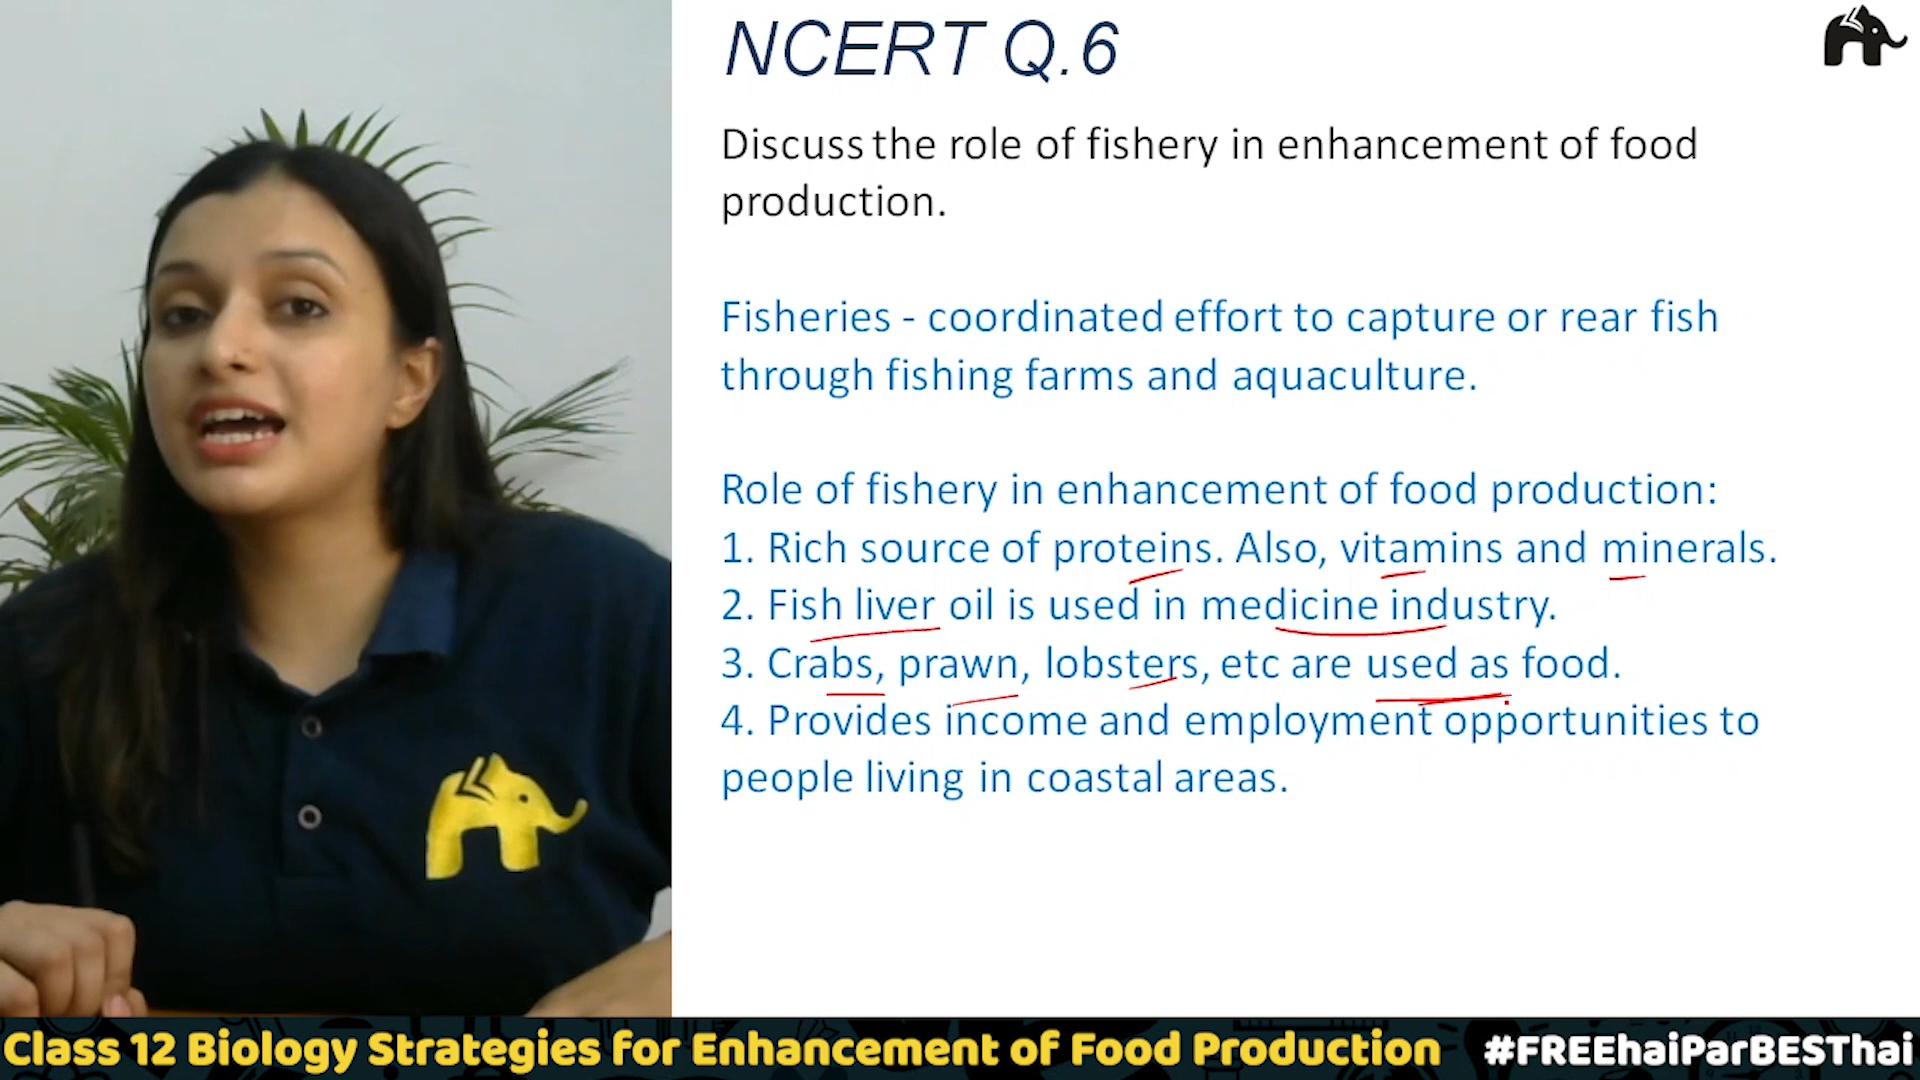 NCERT Q.6
Discuss the role of fishery in enhancement of food
production.
Fisheries - coordinated effort to capture or rear fish
through fishing farms and aquaculture.
Role of fishery in enhancement of food production:
1. Rich source of proteins. Also, vitamins and minerals.
2. Fish liver oil is used in medicine industry.
3. Crabs, prawn, lobsters, etc are used as food.
4. Provides income and employment opportunities to
people living in coastal areas.
Class 12 Biology Strategies for Enhancement of Food Production #FREEhaiParBESThai